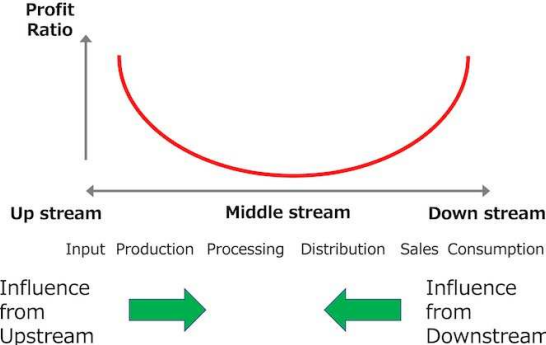 Profit
Ratio
Up stream Middle stream Down stream
Input Production Processing Distribution Sales Consumption
Influence
from
Upstream
Influence
from
Downstream